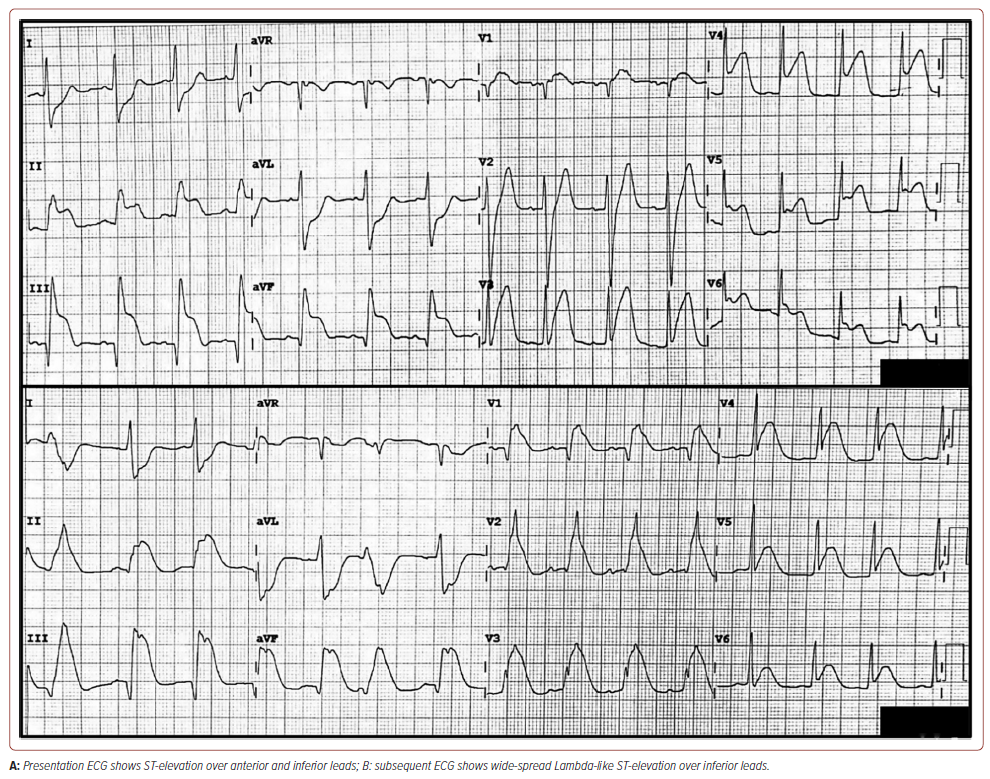 I aVR V1 V4
II aVL V2 V5
III aVF V3 V6
I aVR V1 V4
II aVL V2 V5
III aVF V3 V6
A: Presentation ECG shows ST-elevation over anterior and inferior leads; B: subsequent ECG shows wide-spread Lambda-like ST-elevation over inferior leads.